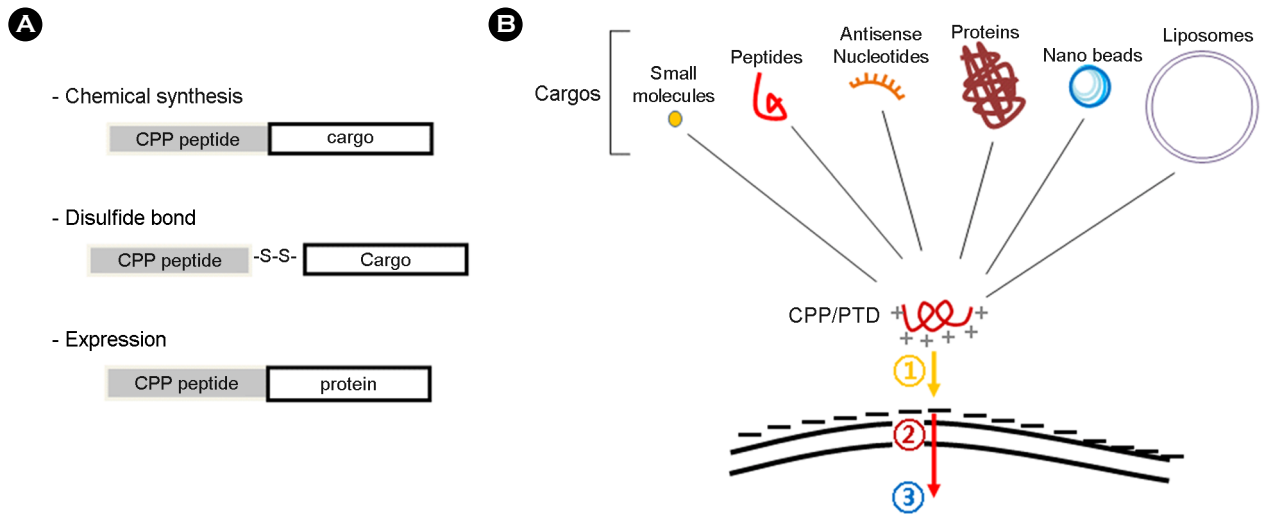 A
- Chemical synthesis
CPP peptide
cargo
- Disulfide bond
CPP peptide
-S-S-
Cargo
- Expression
CPP peptide
protein
B
Cargos
Small
molecules
Peptides
Antisense
Nucleotides
Proteins
Nano beads
Liposomes
CPP/PTD
+ +
+ + + +
1
2
3